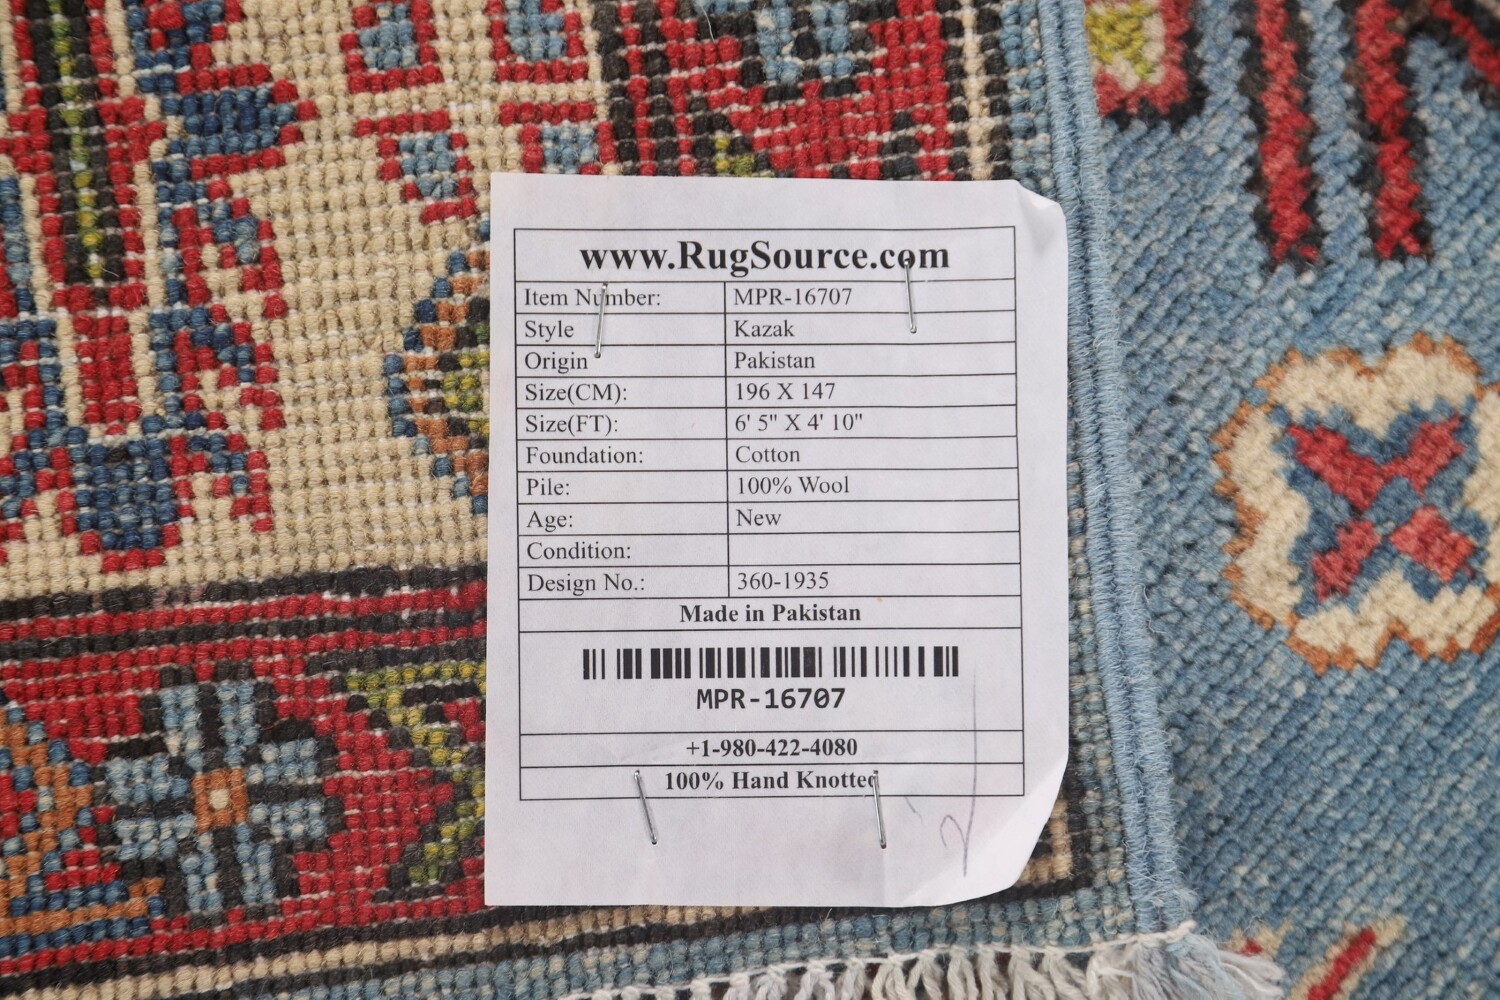 www.RugSource.com
Item Number: MPR-16707
Style Kazak
Origin Pakistan
Size(CM): 196 X 147
Size(FT): 6' 5" X 4' 10"
Foundation: Cotton
Pile: 100% Wool
Age: New
Condition:
Design No.: 360-1935
Made in Pakistan
MPR-16707
+1-980-422-4080
100% Hand Knotted